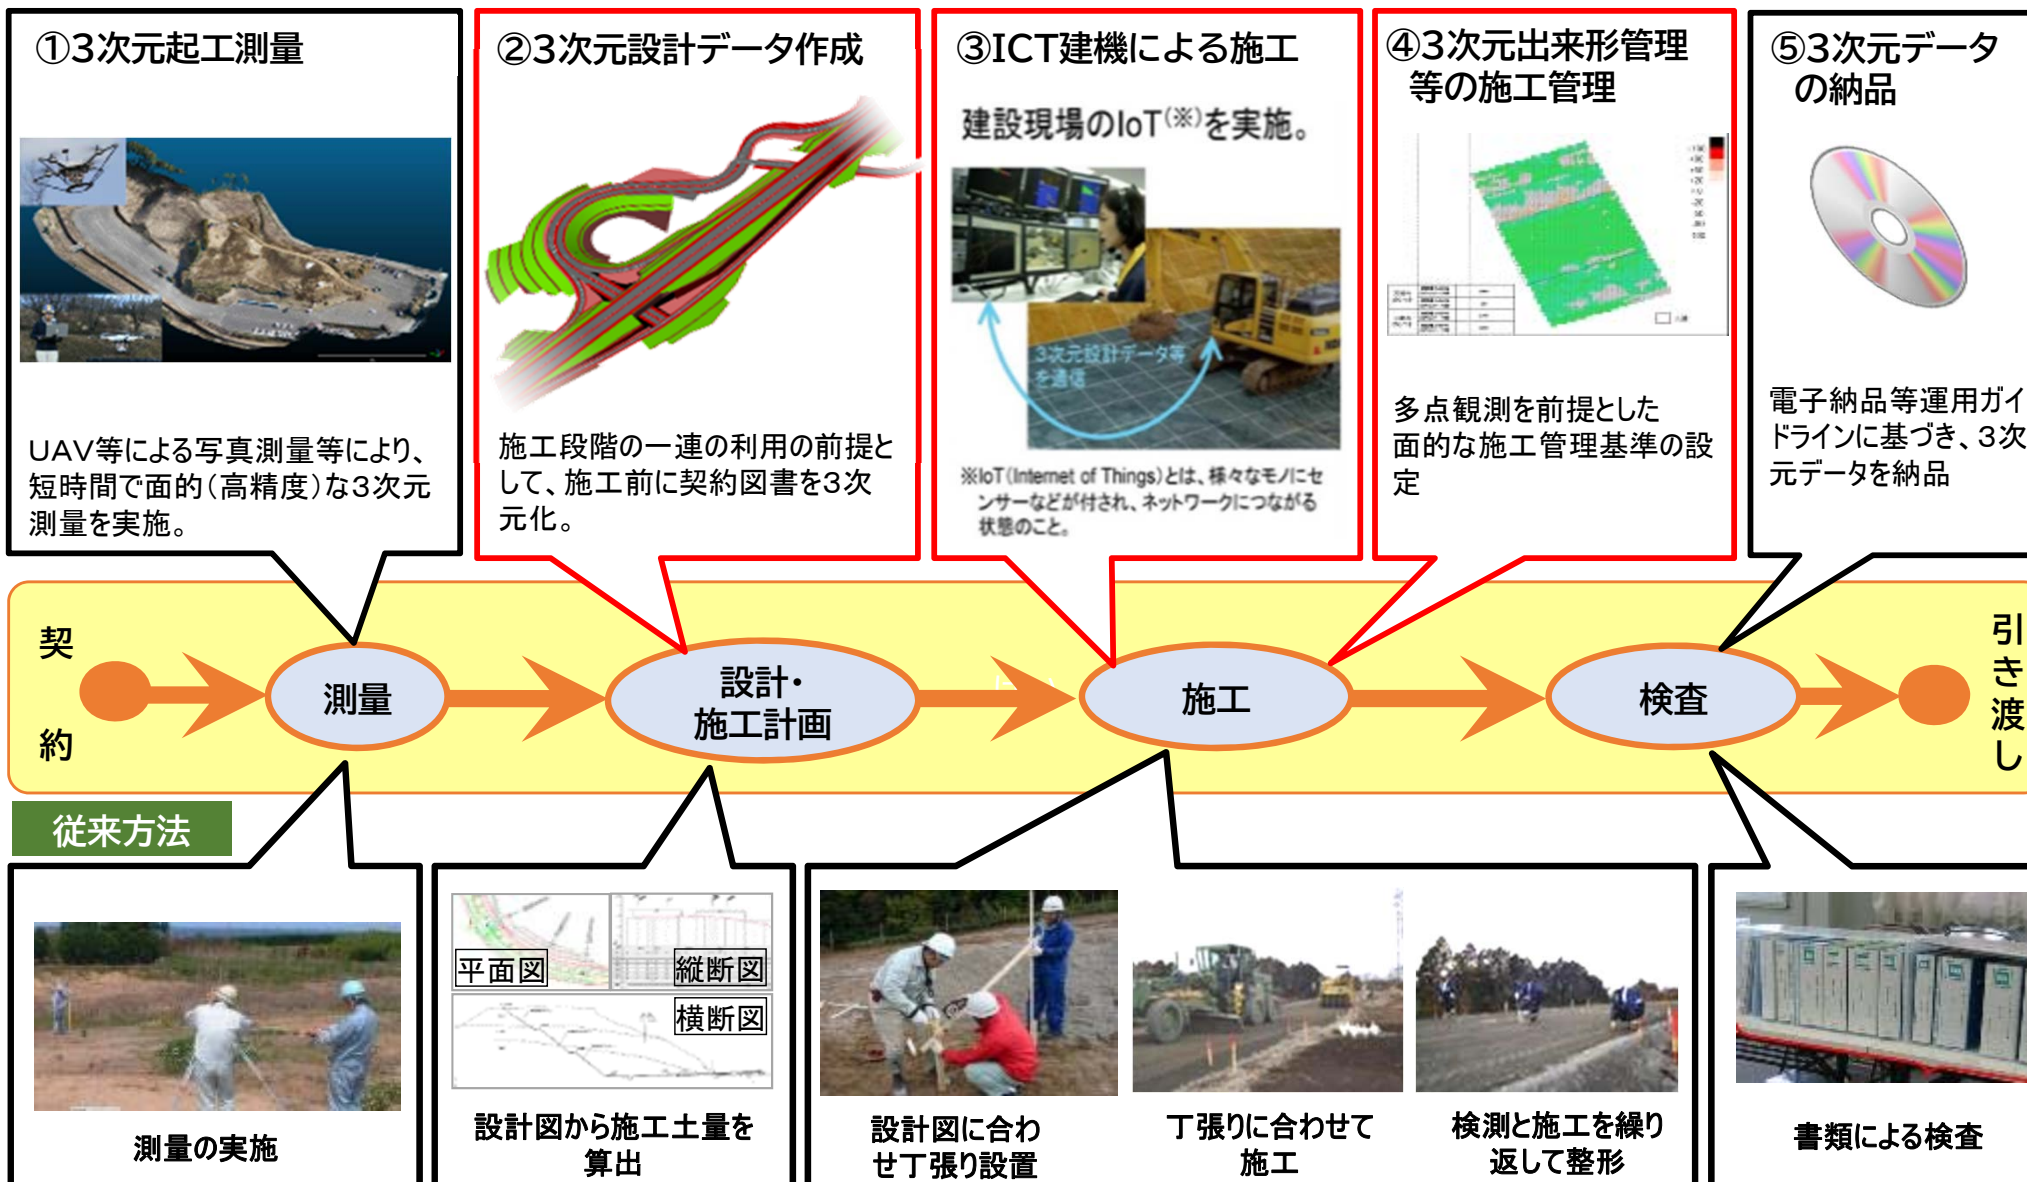 ①3次元起工測量
UAV等による写真測量等により、
短時間で面的（高精度）な3次元
測量を実施。
②3次元設計データ作成
施工段階の一連の利用の前提と
して、施工前に契約図書を3次
元化。
③ICT建機による施工
建設現場のIoT(※)を実施。
3次元設計データ等
を通信
※IoT（Internet of Things）とは、様々なモノにセ
ンサーなどが付され、ネットワークにつながる
状態のこと。
④3次元出来形管理
等の施工管理
多点観測を前提とした
面的な施工管理基準の設
定
⑤3次元データ
の納品
電子納品等運用ガイ
ドラインに基づき、3次
元データを納品
契約
測量
設計・
施工計画
施工
検査
引き渡し
従来方法
測量の実施
平面図
縦断図
横断図
設計図から施工土量を
算出
設計図に合わ
せ丁張り設置
丁張りに合わせて
施工
検測と施工を繰り
返して整形
書類による検査